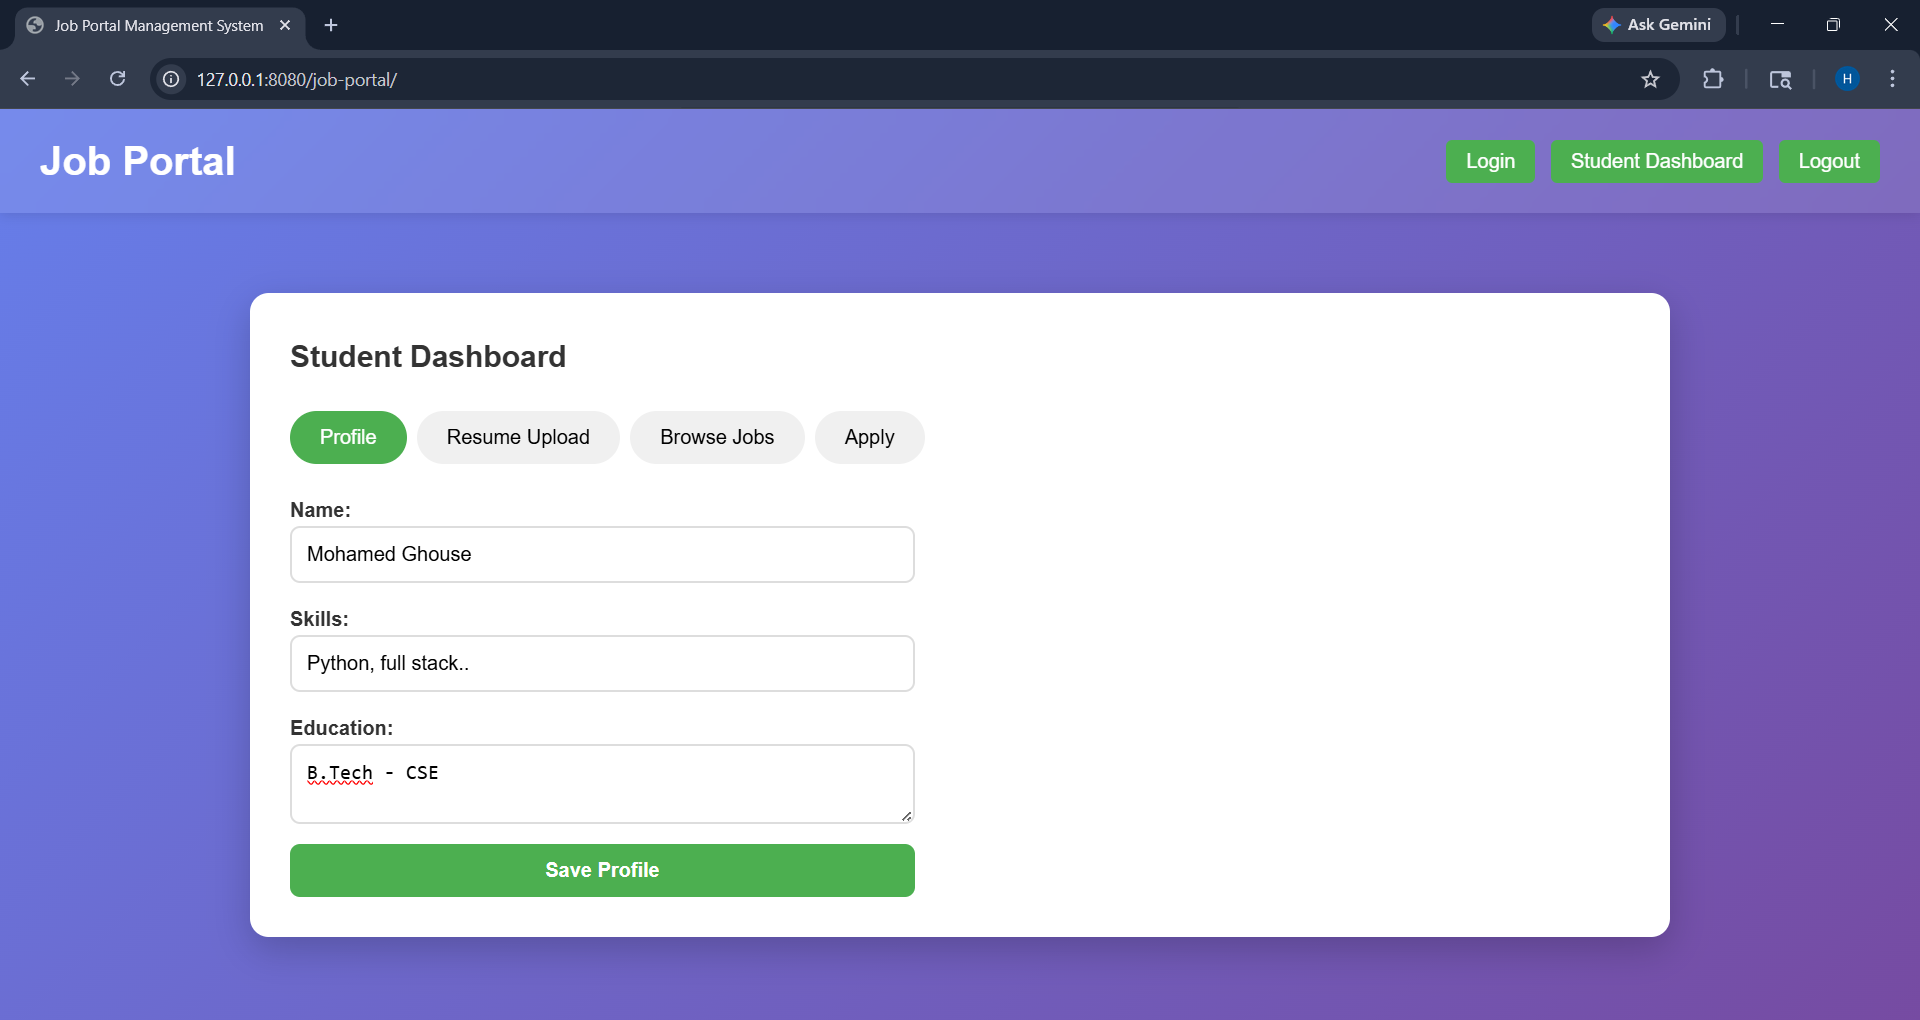 Job Portal Management System
Ask Gemini
127.0.0.1:8080/job-portal/
H
Job Portal
Login
Student Dashboard
Logout
Student Dashboard
Profile
Resume Upload
Browse Jobs
Apply
Name:
Mohamed Ghouse
Skills:
Python, full stack..
Education:
B.Tech - CSE
Save Profile